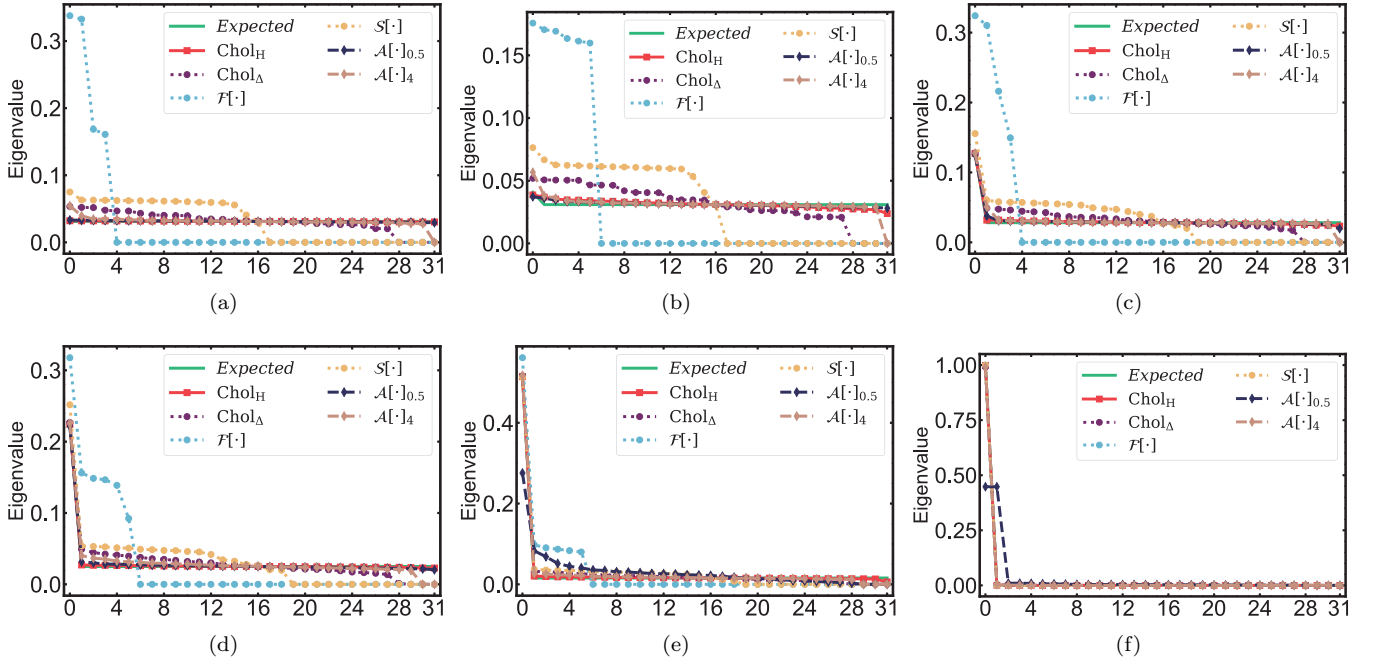 Eigenvalue
0.3
0.2
0.1
0.0
0 4 8 12 16 20 24 28 31
Expected
Chol_H
Chol_Δ
ℱ[·]
𝒮[·]
𝒜[·]_0.5
𝒜[·]_4
(a)
Eigenvalue
0.15
0.10
0.05
0.00
0 4 8 12 16 20 24 28 31
Expected
Chol_H
Chol_Δ
ℱ[·]
𝒮[·]
𝒜[·]_0.5
𝒜[·]_4
(b)
Eigenvalue
0.3
0.2
0.1
0.0
0 4 8 12 16 20 24 28 31
Expected
Chol_H
Chol_Δ
ℱ[·]
𝒮[·]
𝒜[·]_0.5
𝒜[·]_4
(c)
Eigenvalue
0.3
0.2
0.1
0.0
0 4 8 12 16 20 24 28 31
Expected
Chol_H
Chol_Δ
ℱ[·]
𝒮[·]
𝒜[·]_0.5
𝒜[·]_4
(d)
Eigenvalue
0.4
0.2
0.0
0 4 8 12 16 20 24 28 31
Expected
Chol_H
Chol_Δ
ℱ[·]
𝒮[·]
𝒜[·]_0.5
𝒜[·]_4
(e)
Eigenvalue
1.00
0.75
0.50
0.25
0.00
0 4 8 12 16 20 24 28 31
Expected
Chol_H
Chol_Δ
ℱ[·]
𝒮[·]
𝒜[·]_0.5
𝒜[·]_4
(f)